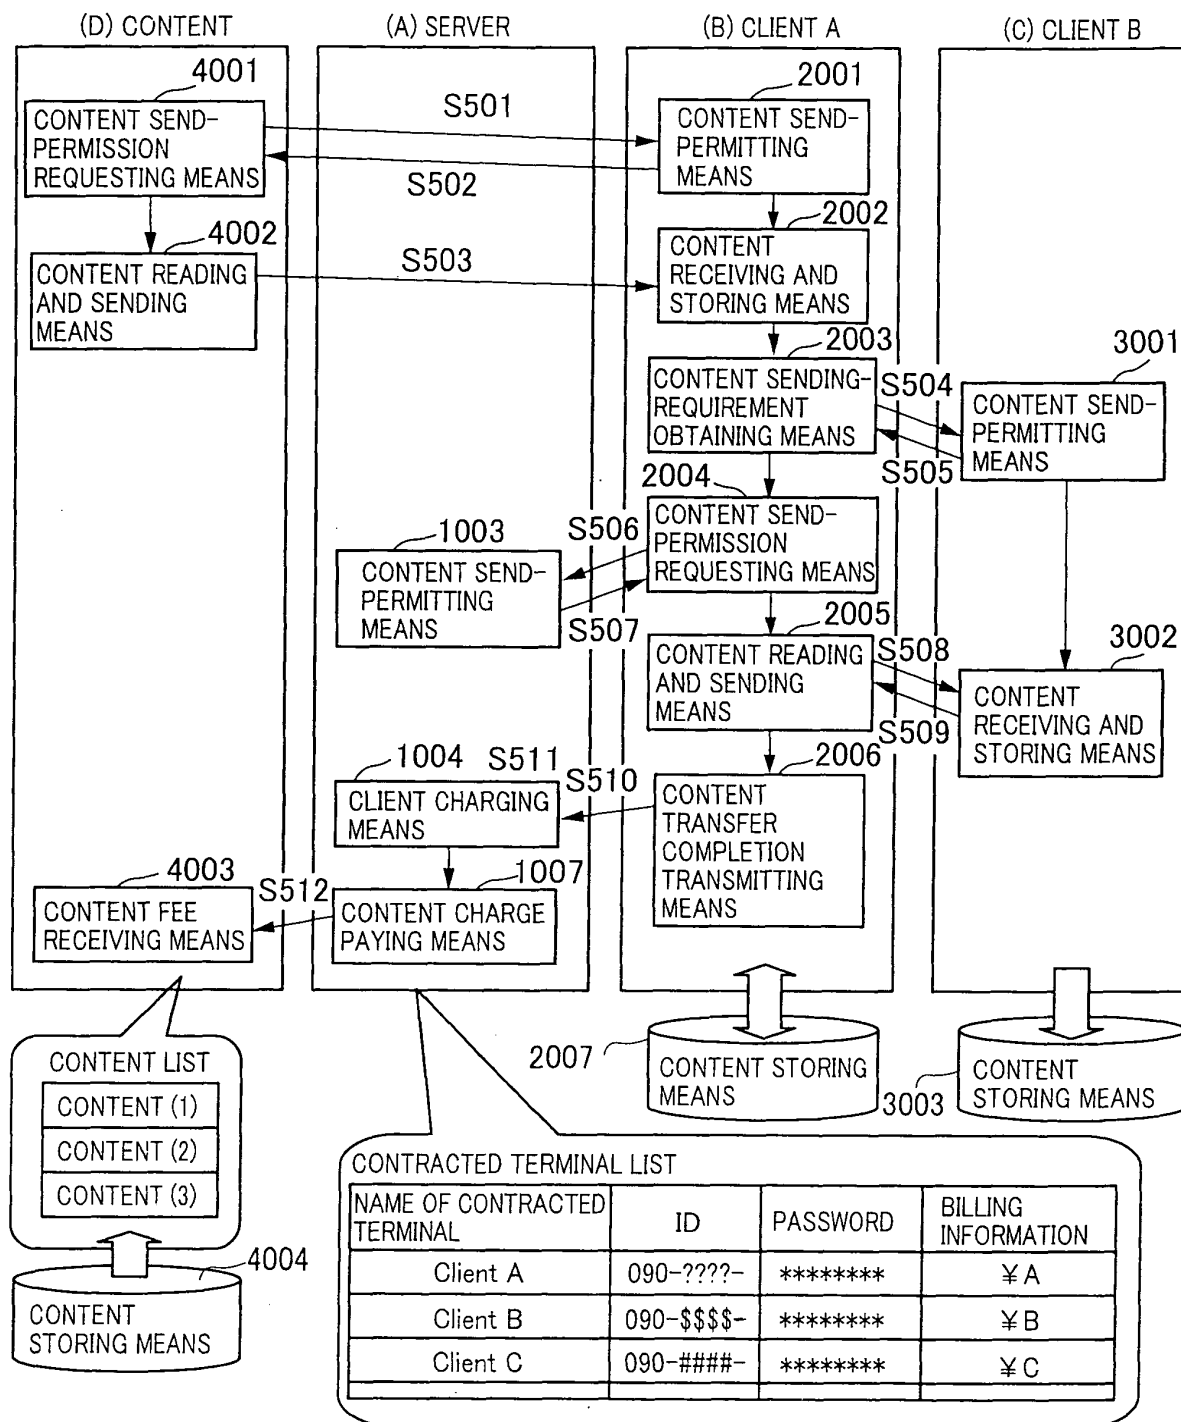 (D) CONTENT
(A) SERVER
(B) CLIENT A
(C) CLIENT B
4001
CONTENT SEND-
PERMISSION
REQUESTING MEANS
S501
S502
2001
CONTENT SEND-
PERMITTING
MEANS
4002
CONTENT READING
AND SENDING
MEANS
S503
2002
CONTENT
RECEIVING AND
STORING MEANS
2003
CONTENT SENDING-
REQUIREMENT
OBTAINING MEANS
S504
S505
3001
CONTENT SEND-
PERMITTING
MEANS
2004
CONTENT SEND-
PERMISSION
REQUESTING MEANS
S506
S507
1003
CONTENT SEND-
PERMITTING
MEANS
2005
CONTENT READING
AND SENDING
MEANS
S508
S509
3002
CONTENT
RECEIVING AND
STORING MEANS
1004
S511
S510
CLIENT CHARGING
MEANS
2006
CONTENT
TRANSFER
COMPLETION
TRANSMITTING
MEANS
4003
CONTENT FEE
RECEIVING MEANS
S512
1007
CONTENT CHARGE
PAYING MEANS
2007
CONTENT STORING
MEANS
3003
CONTENT
STORING MEANS
CONTENT LIST
CONTENT (1)
CONTENT (2)
CONTENT (3)
4004
CONTENT
STORING MEANS
CONTRACTED TERMINAL LIST
NAME OF CONTRACTED
TERMINAL
ID
PASSWORD
BILLING
INFORMATION
Client A 090-????- ******** ¥A
Client B 090-$$$$- ******** ¥B
Client C 090-####- ******** ¥C